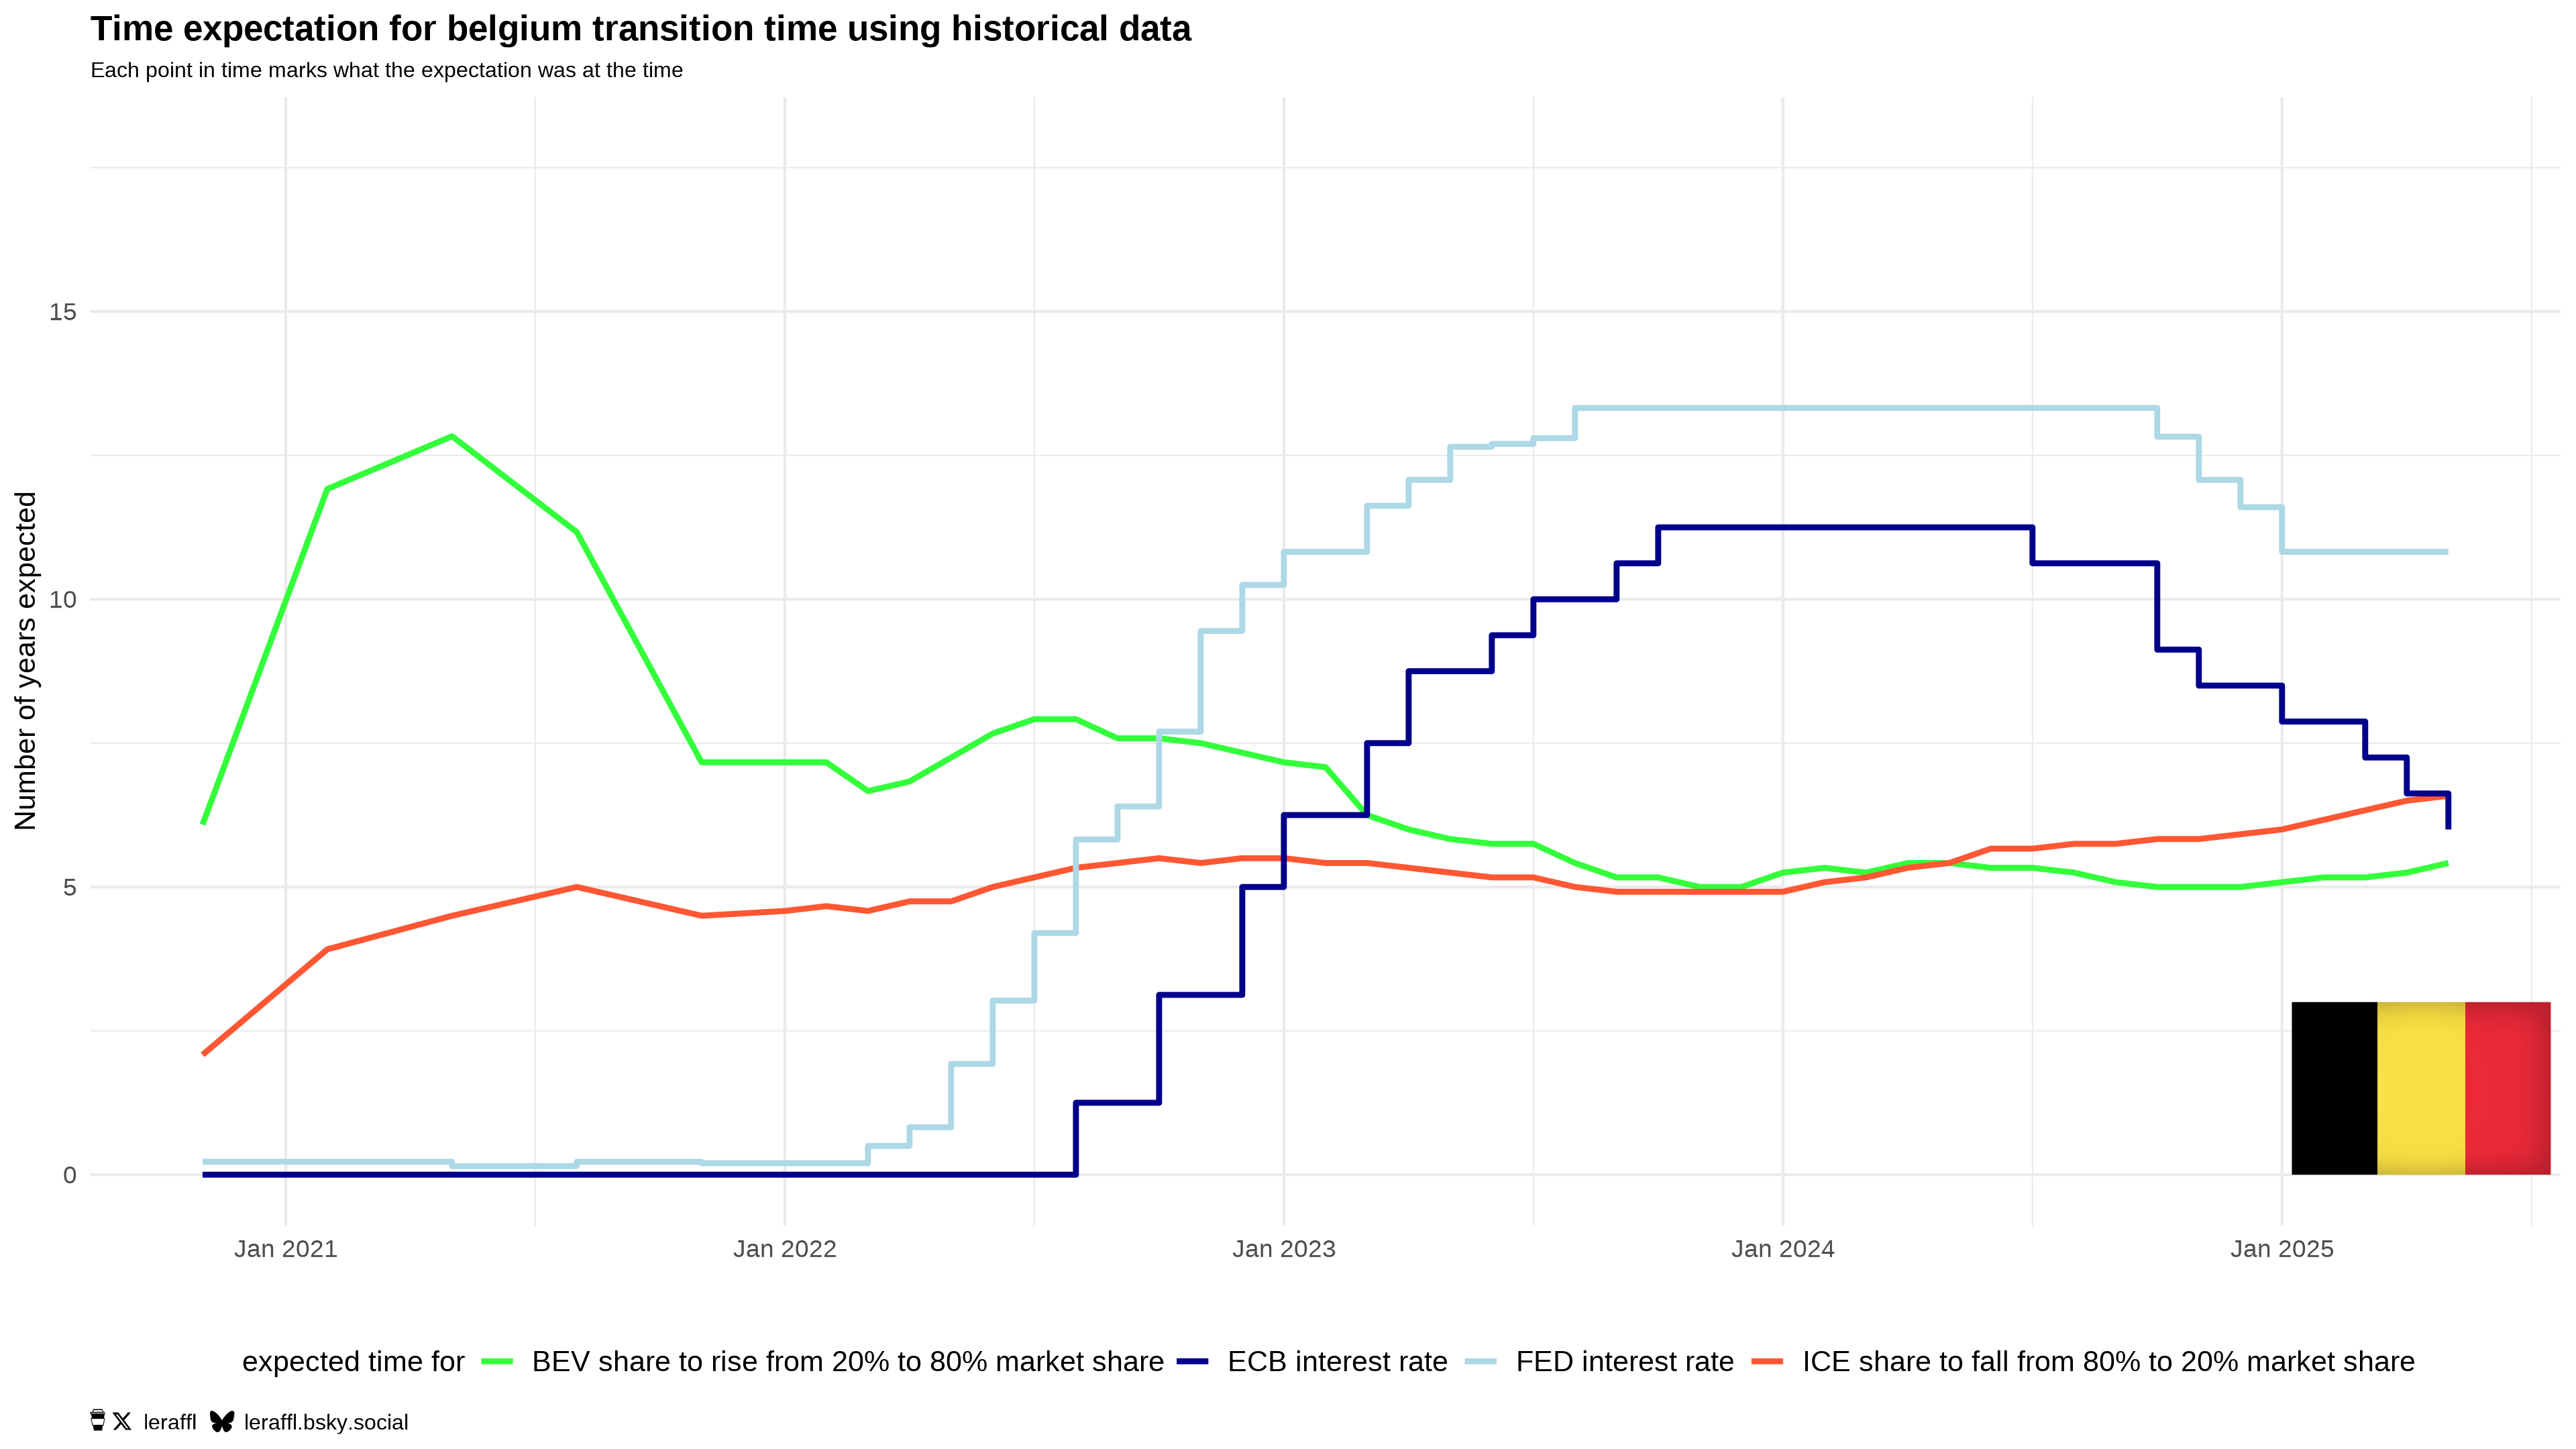 Time expectation for belgium transition time using historical data
Each point in time marks what the expectation was at the time
Number of years expected
15
10
5
0
Jan 2021 Jan 2022 Jan 2023 Jan 2024 Jan 2025
expected time for BEV share to rise from 20% to 80% market share ECB interest rate FED interest rate ICE share to fall from 80% to 20% market share
leraffl leraffl.bsky.social